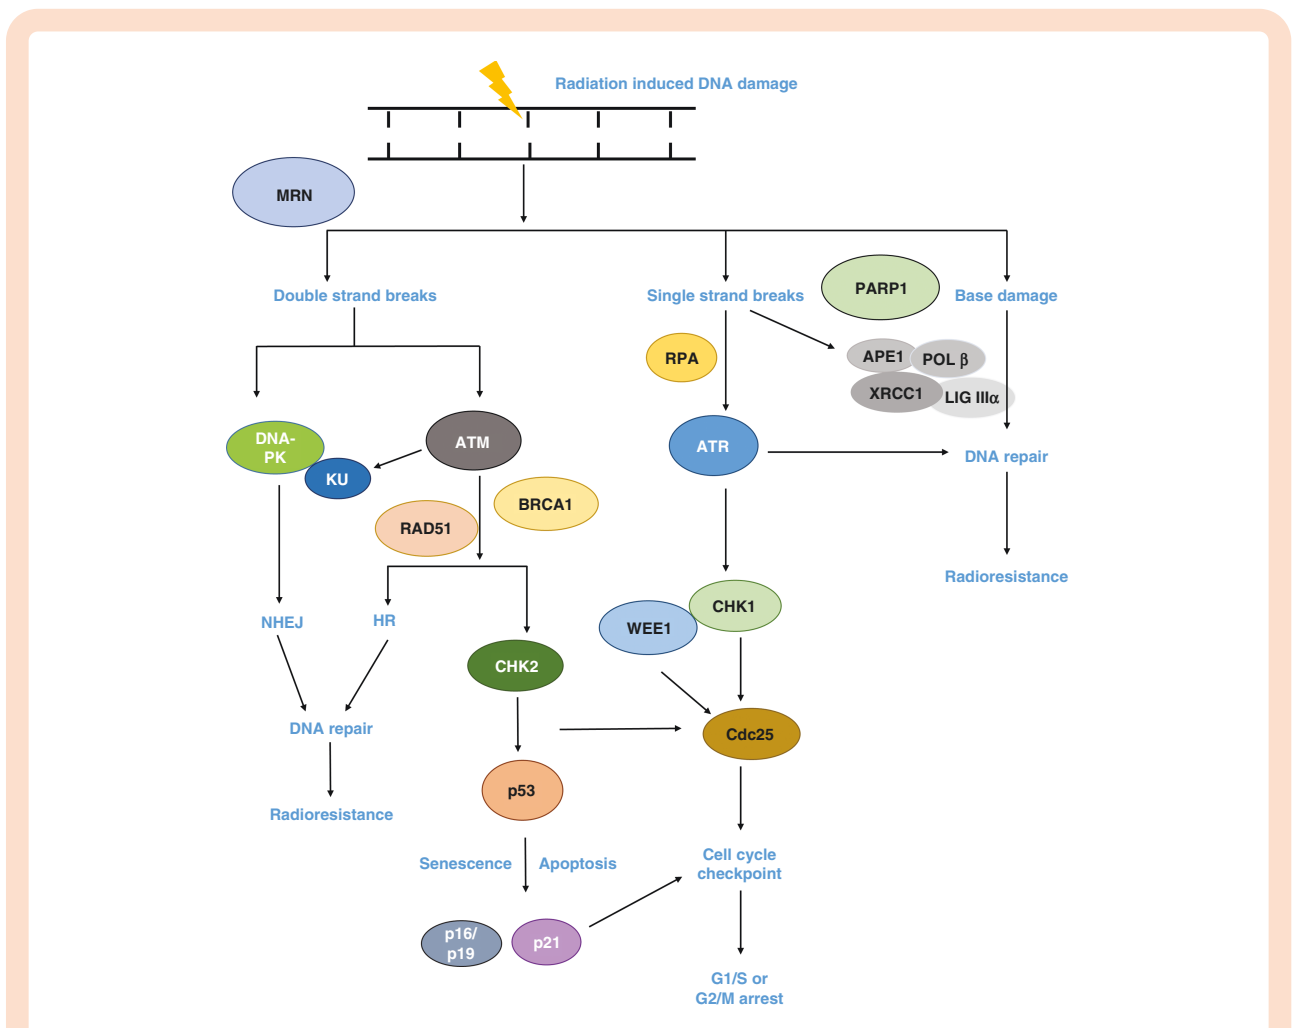 Radiation induced DNA damage
MRN
Double strand breaks
Single strand breaks
PARP1
Base damage
RPA
APE1
POL β
XRCC1
LIG IIIα
DNA-
PK
KU
ATM
ATR
DNA repair
RAD51
BRCA1
Radioresistance
NHEJ
HR
WEE1
CHK1
CHK2
DNA repair
Cdc25
p53
Radioresistance
Senescence
Apoptosis
Cell cycle
checkpoint
p16/
p19
p21
G1/S or
G2/M arrest